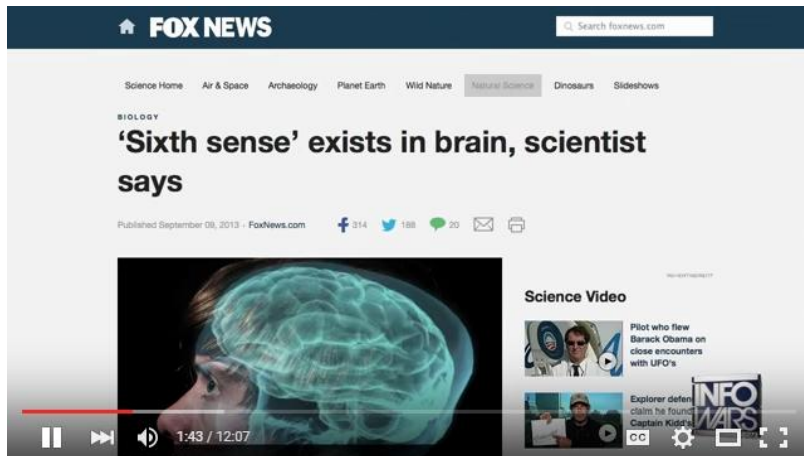 FOX NEWS
Search foxnews.com
Science Home Air & Space Archaeology Planet Earth Wild Nature Natural Science Dinosaurs Slideshows
BIOLOGY
‘Sixth sense’ exists in brain, scientist
says
Published September 09, 2013 - FoxNews.com 314 188 20
ADVERTISEMENT
Science Video
Pilot who flew
Barack Obama on
close encounters
with UFO's
Explorer defen
claim he found
Captain Kidd's
INFO
WARS
1:43 / 12:07
CC